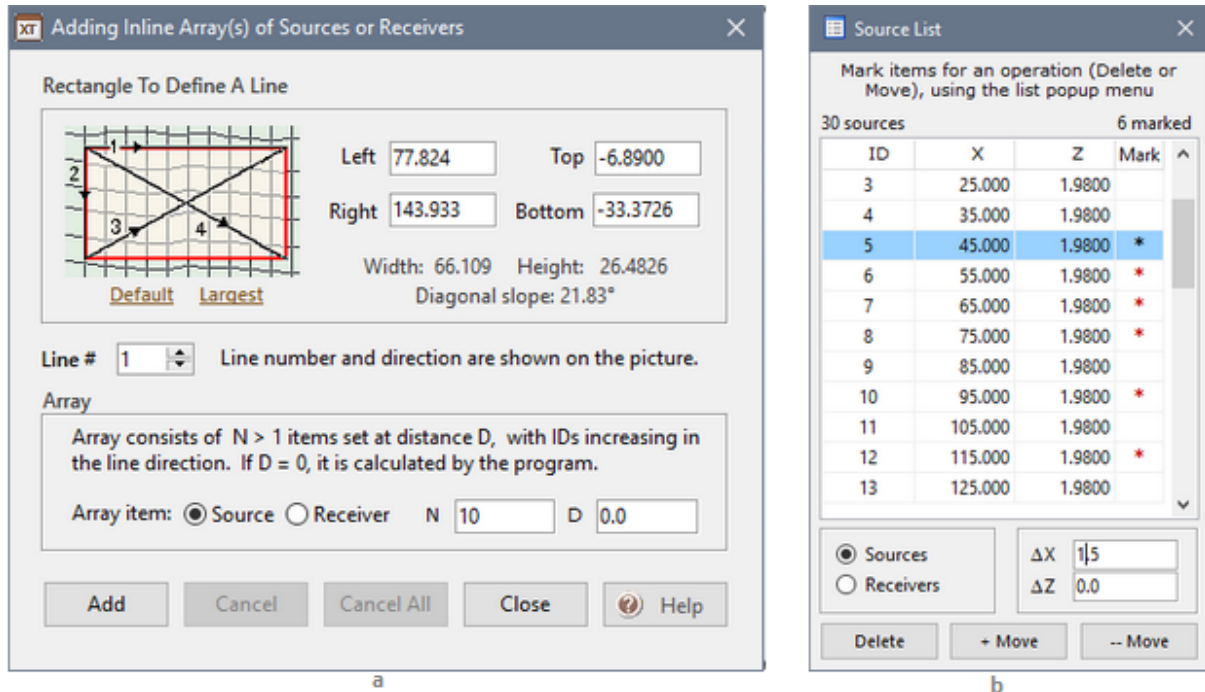 XT Adding Inline Array(s) of Sources or Receivers
Rectangle To Define A Line
1
2
3
4
Default Largest
Left 77.824 Top -6.8900
Right 143.933 Bottom -33.3726
Width: 66.109 Height: 26.4826
Diagonal slope: 21.83°
Line # 1 Line number and direction are shown on the picture.
Array
Array consists of N > 1 items set at distance D, with IDs increasing in
the line direction. If D = 0, it is calculated by the program.
Array item: Source Receiver N 10 D 0.0
Add Cancel Cancel All Close Help
a
Source List
Mark items for an operation (Delete or
Move), using the list popup menu
30 sources 6 marked
ID X Z Mark
3 25.000 1.9800
4 35.000 1.9800
5 45.000 1.9800 *
6 55.000 1.9800 *
7 65.000 1.9800 *
8 75.000 1.9800 *
9 85.000 1.9800
10 95.000 1.9800 *
11 105.000 1.9800
12 115.000 1.9800 *
13 125.000 1.9800
Sources ΔX 1.5
Receivers ΔZ 0.0
Delete + Move -- Move
b